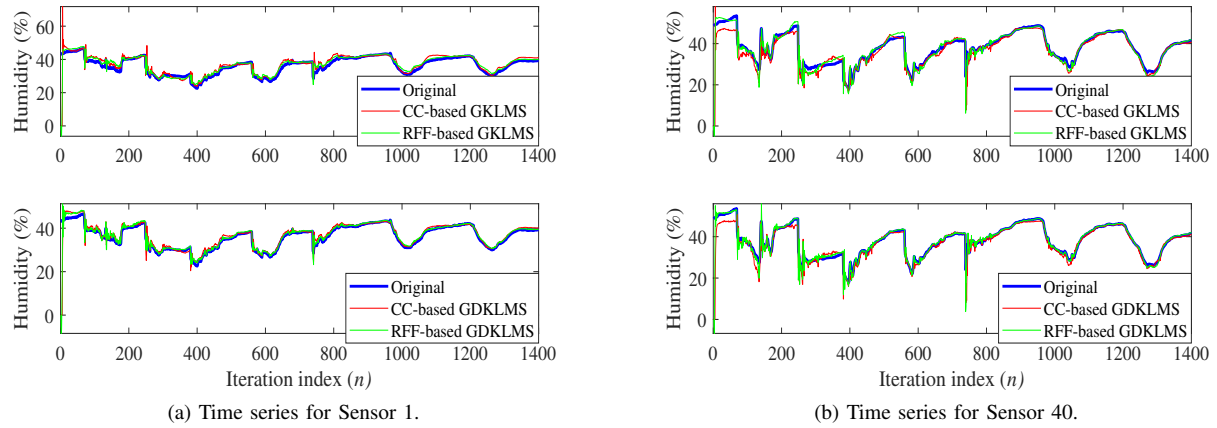 Humidity (%)
60
40
20
0
Original
CC-based GKLMS
RFF-based GKLMS
0 200 400 600 800 1000 1200 1400
Humidity (%)
40
20
0
Original
CC-based GDKLMS
RFF-based GDKLMS
0 200 400 600 800 1000 1200 1400
Iteration index (n)
(a) Time series for Sensor 1.
Humidity (%)
40
20
0
Original
CC-based GKLMS
RFF-based GKLMS
0 200 400 600 800 1000 1200 1400
Humidity (%)
40
20
0
Original
CC-based GDKLMS
RFF-based GDKLMS
0 200 400 600 800 1000 1200 1400
Iteration index (n)
(b) Time series for Sensor 40.